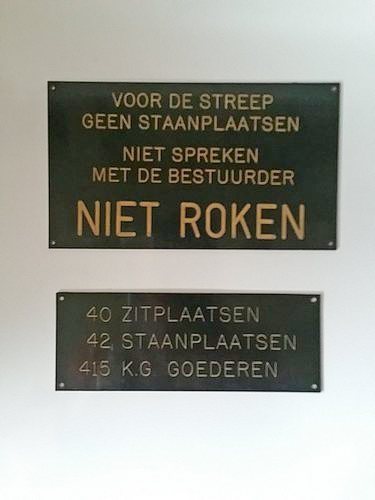 VOOR DE STREEP
GEEN STAANPLAATSEN
NIET SPREKEN
MET DE BESTUURDER
NIET ROKEN
40 ZITPLAATSEN
42 STAANPLAATSEN
415 K.G. GOEDEREN